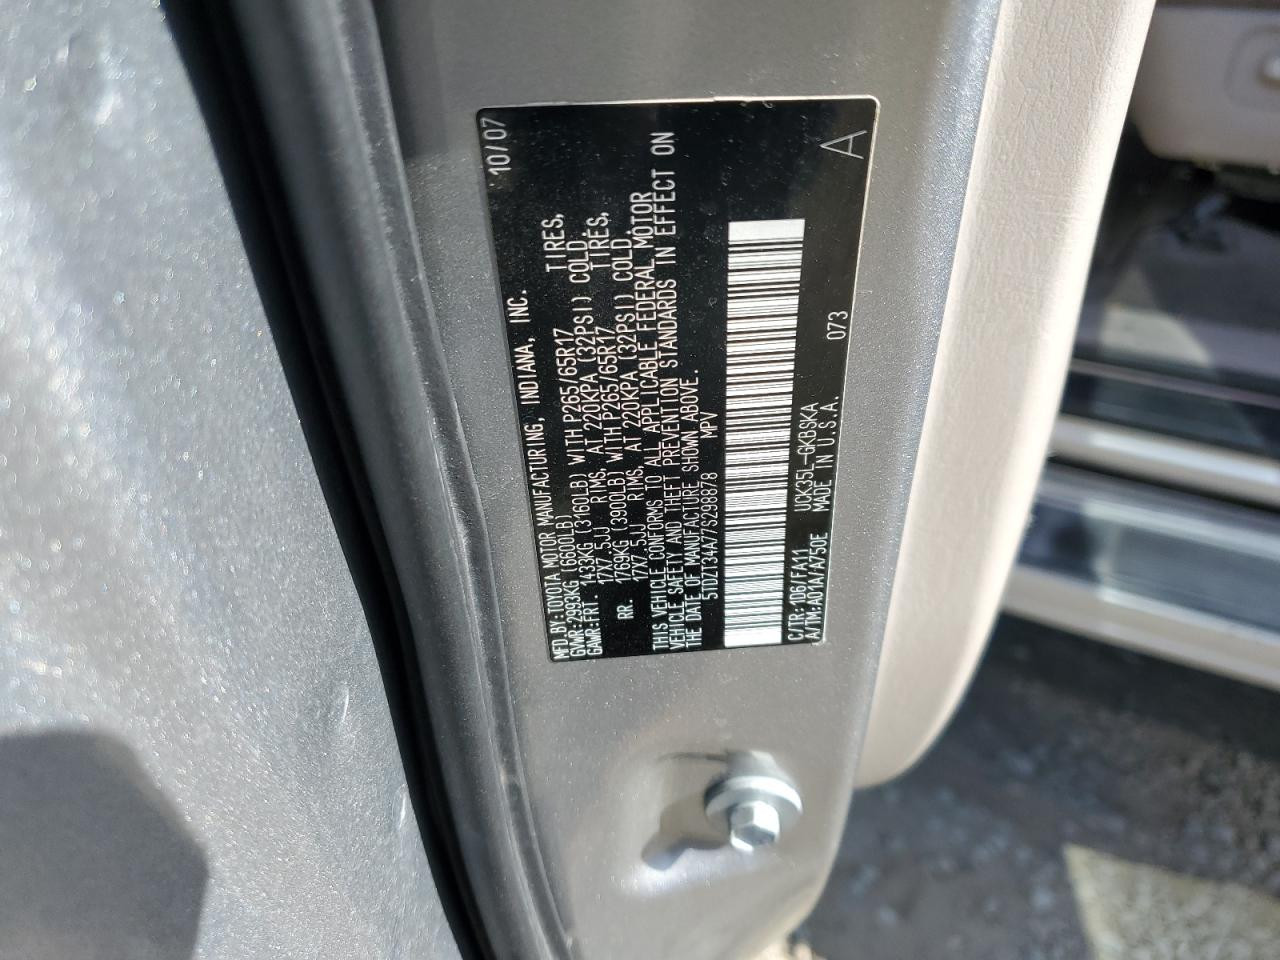 MFD.BY:TOYOTA MOTOR MANUFACTURING, INDIANA, INC. 10/07
GVWR:2993KG (6600LB)
GAWR:FRT. 1433KG (3160LB) WITH P265/65R17 TIRES,
17X7.5JJ RIMS, AT 220KPA (32PSI) COLD.
RR. 1769KG (3900LB) WITH P265/65R17 TIRES,
17X7.5JJ RIMS, AT 220KPA (32PSI) COLD.
THIS VEHICLE CONFORMS TO ALL APPLICABLE FEDERAL MOTOR
VEHICLE SAFETY AND THEFT PREVENTION STANDARDS IN EFFECT ON
THE DATE OF MANUFACTURE SHOWN ABOVE.
5TDZT34A77S298878 MPV
C/TR:1D6/FA11 UCK35L-GKBSKA 073 A
A/TM:A01A/A750E MADE IN U.S.A.